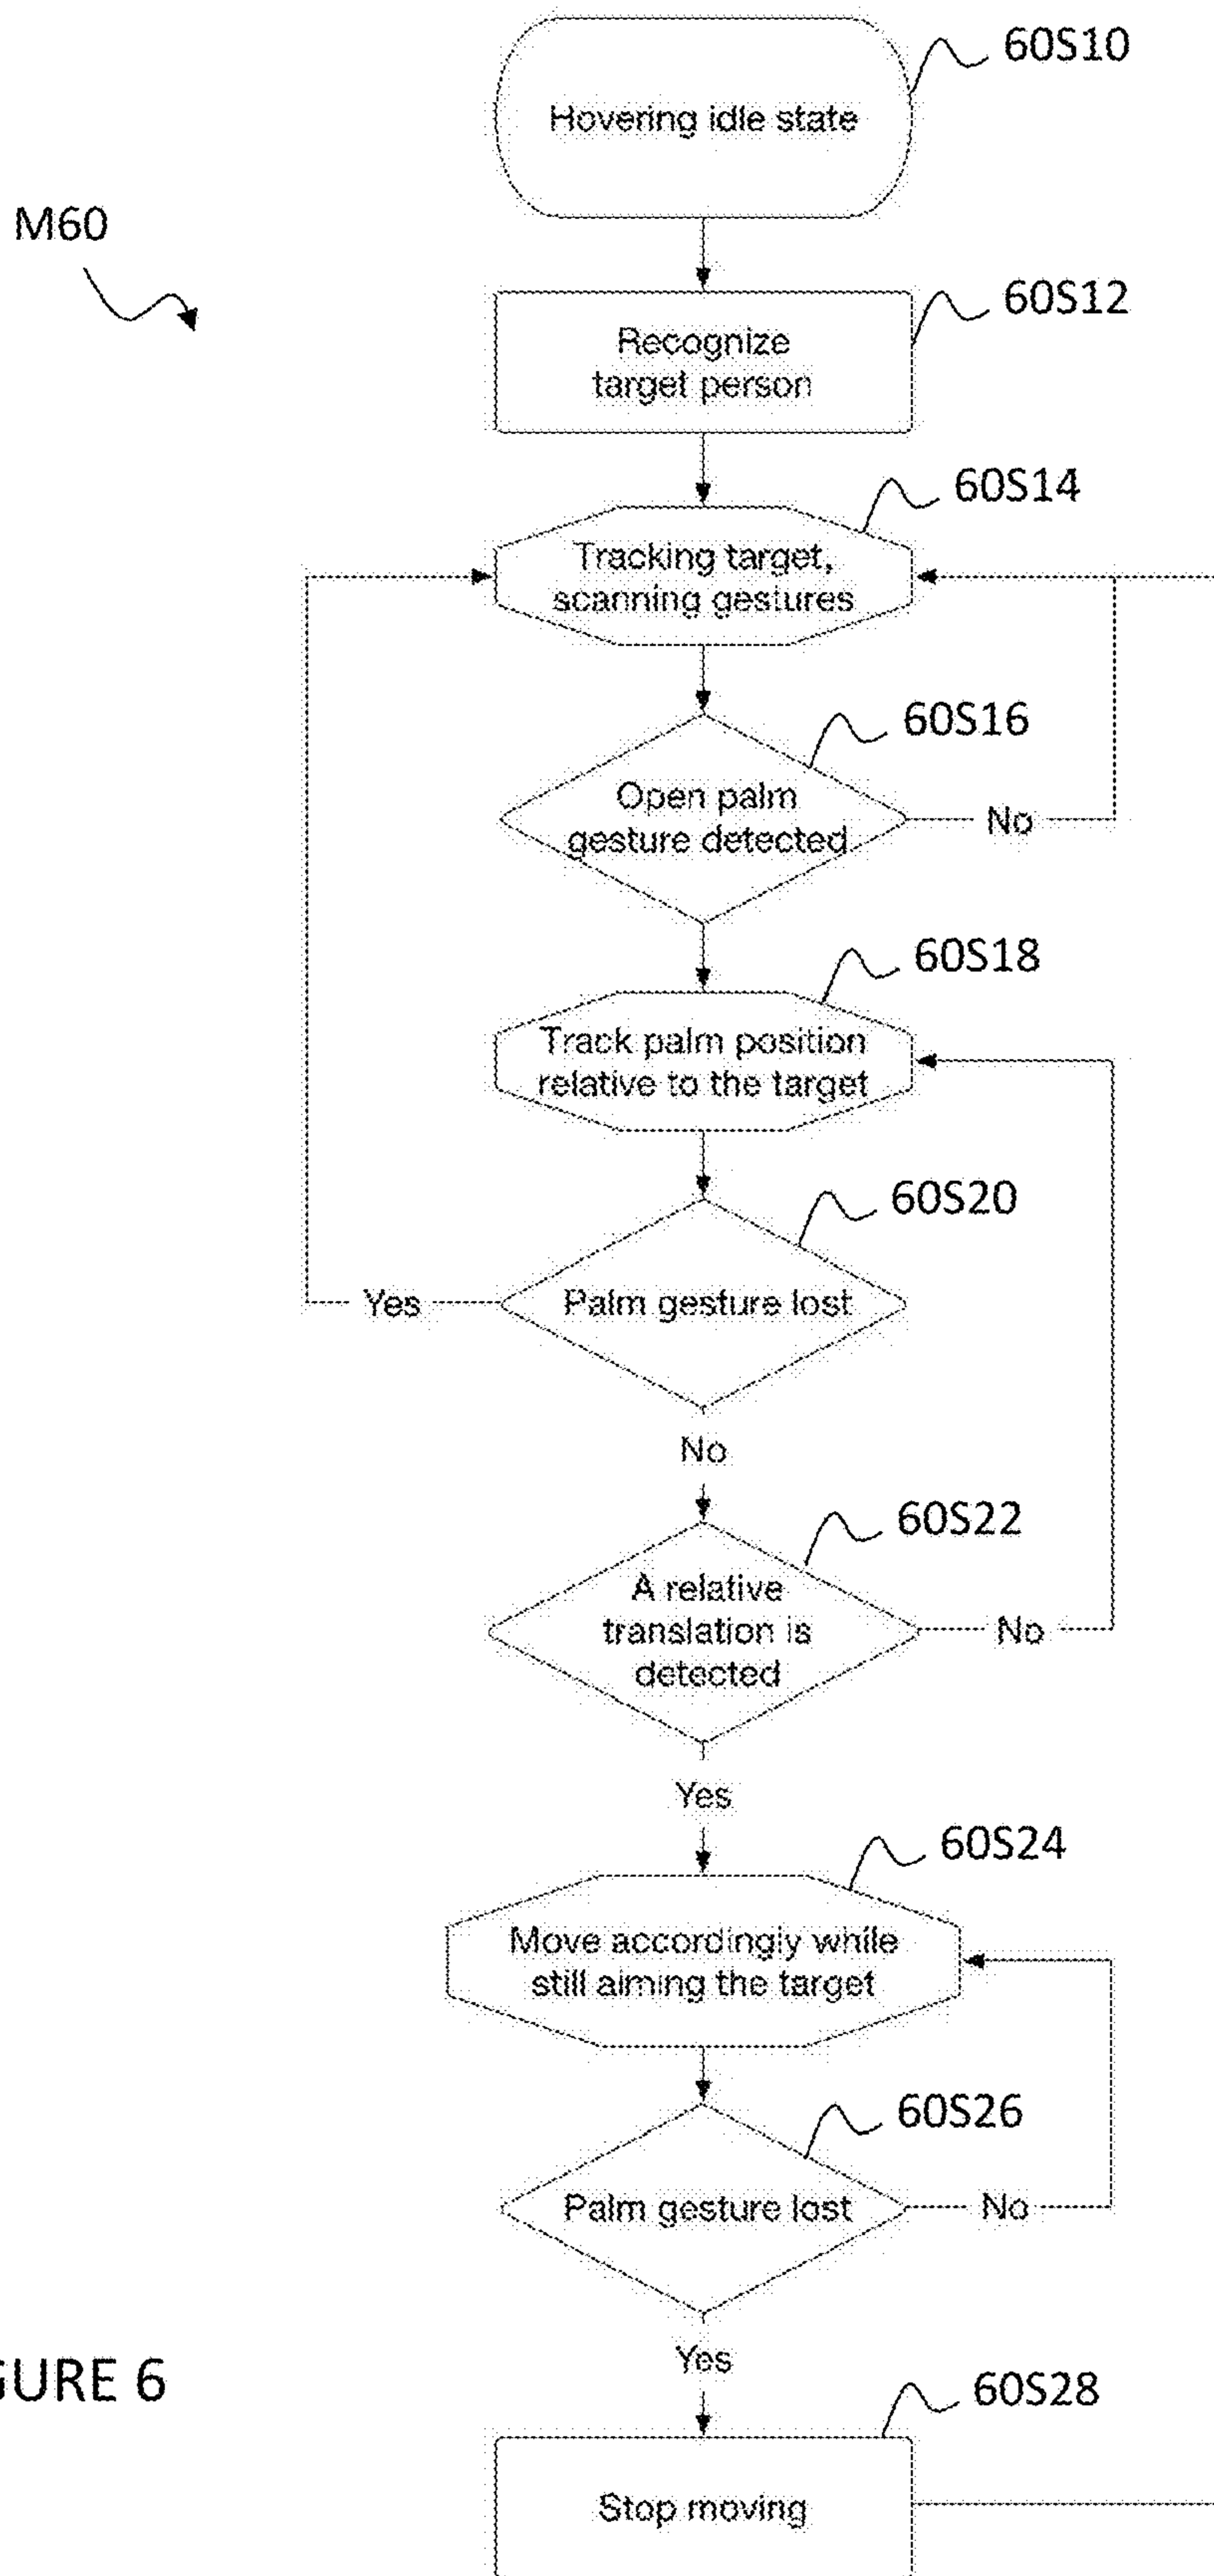 60S10
Hovering idle state
M60
60S12
Recognize
target person
60S14
Tracking target,
scanning gestures
60S16
Open palm
gesture detected
No
60S18
Track palm position
relative to the target
60S20
Palm gesture lost
Yes
No
60S22
A relative
translation is
detected
No
Yes
60S24
Move accordingly while
still aiming the target
60S26
Palm gesture lost
No
Yes
GURE 6
60S28
Stop moving